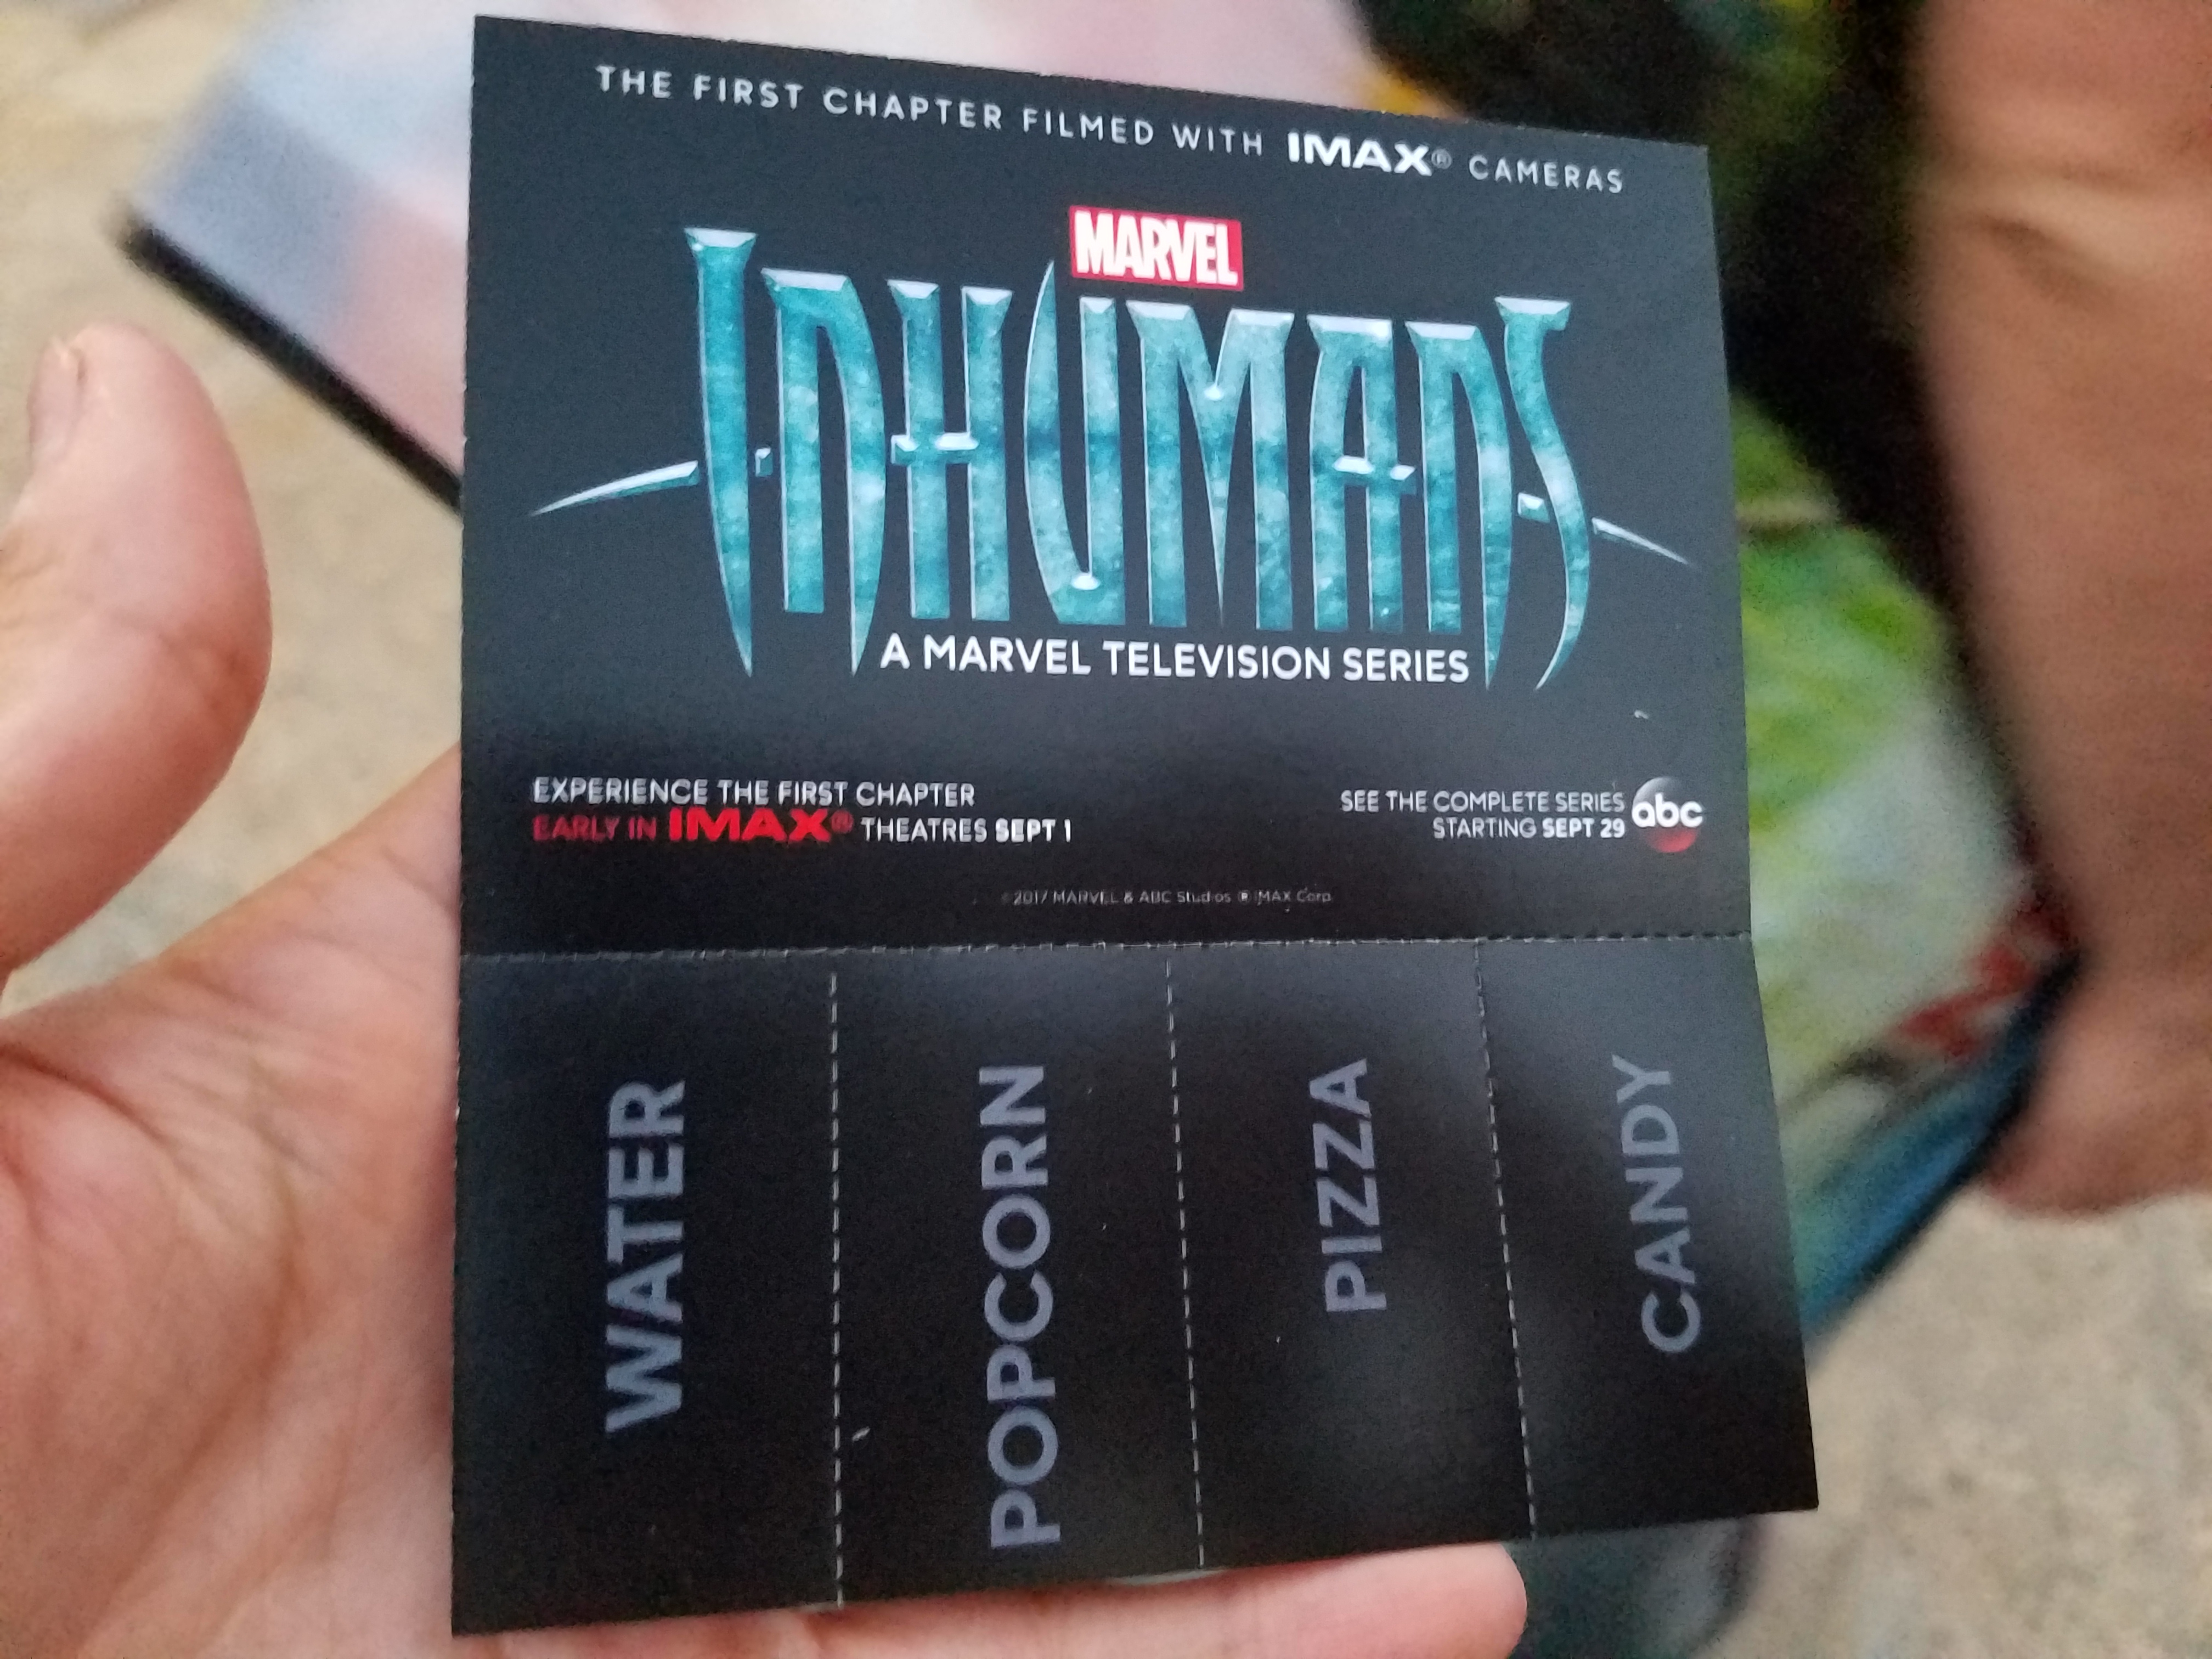 THE FIRST CHAPTER FILMED WITH IMAX® CAMERAS
MARVEL
INHUMANS
A MARVEL TELEVISION SERIES
EXPERIENCE THE FIRST CHAPTER
EARLY IN IMAX® THEATRES SEPT 1
SEE THE COMPLETE SERIES
STARTING SEPT 29
abc
©2017 MARVEL & ABC Studios ® IMAX Corp.
WATER
POPCORN
PIZZA
CANDY